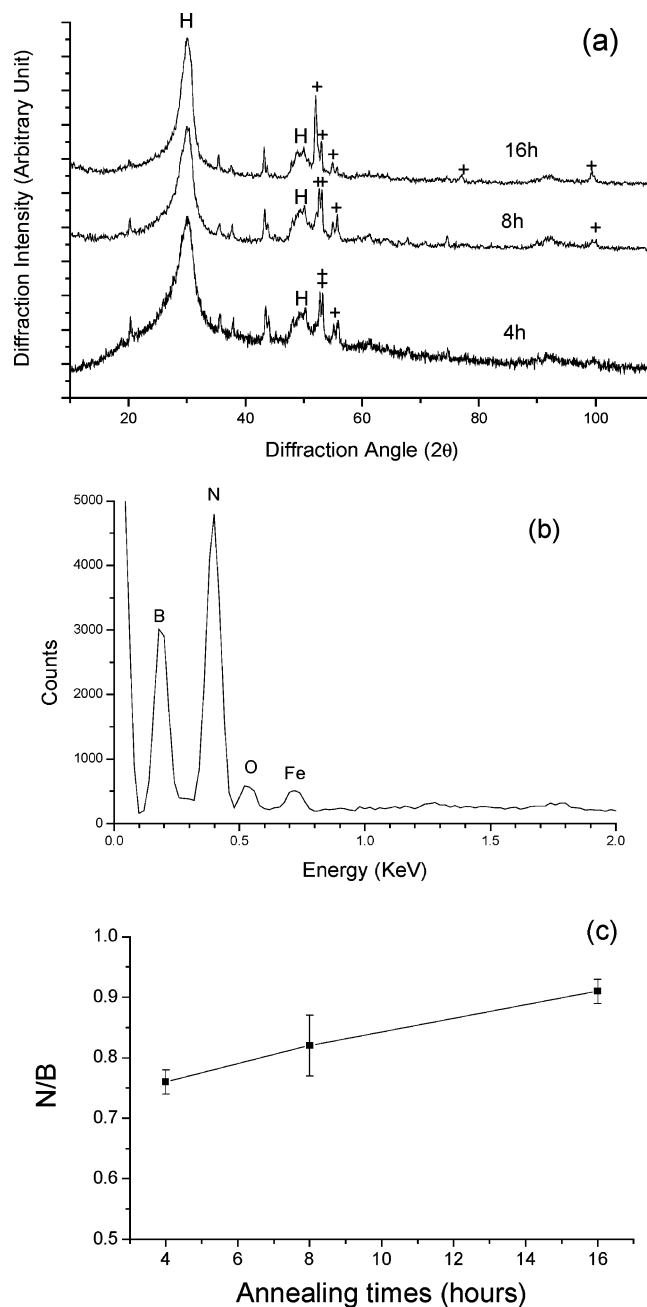 (a)
H
+
+
+
+
+
H
16h
++
+
+
H
8h
+
+
+
H
4h
Diffraction Intensity (Arbitrary Unit)
20 40 60 80 100
Diffraction Angle (2θ)
(b)
N
B
O
Fe
5000
4000
3000
2000
1000
0
Counts
0.0 0.5 1.0 1.5 2.0
Energy (KeV)
(c)
1.0
0.9
0.8
0.7
0.6
0.5
N/B
4 6 8 10 12 14 16
Annealing times (hours)